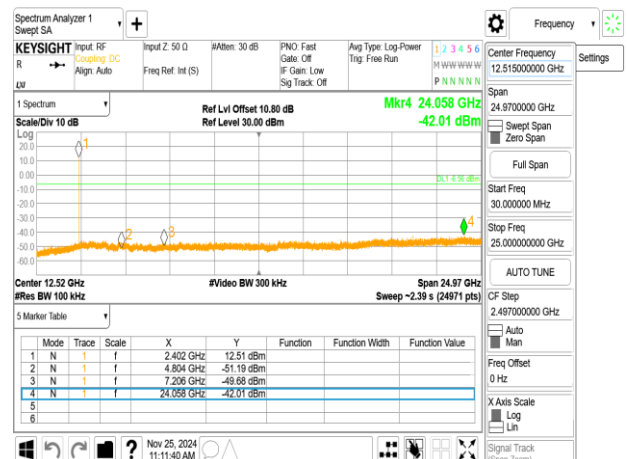 Spectrum Analyzer 1
Swept SA
Frequency
KEYSIGHT
R
LXI
Input: RF
Coupling: DC
Align: Auto
Input Z: 50 Ω
Freq Ref: Int (S)
#Atten: 30 dB
PNO: Fast
Gate: Off
IF Gain: Low
Sig Track: Off
Avg Type: Log-Power
Trig: Free Run
1 2 3 4 5 6
M W W W W W
P N N N N N
Center Frequency
12.515000000 GHz
Settings
Span
24.9700000 GHz
Swept Span
Zero Span
Full Span
Start Freq
30.000000 MHz
Stop Freq
25.000000000 GHz
AUTO TUNE
CF Step
2.497000000 GHz
Auto
Man
Freq Offset
0 Hz
X Axis Scale
Log
Lin
Signal Track
1 Spectrum
Scale/Div 10 dB
Ref Lvl Offset 10.80 dB
Ref Level 30.00 dBm
Mkr4 24.058 GHz
-42.01 dBm
Log
20.0
10.0
0.00
-10.0
-20.0
-30.0
-40.0
-50.0
-60.0
1
2
3
4
Center 12.52 GHz
#Res BW 100 kHz
#Video BW 300 kHz
Span 24.97 GHz
Sweep ~2.39 s (24971 pts)
5 Marker Table
Mode Trace Scale X Y Function Function Width Function Value
1 N 1 f 2.402 GHz 12.51 dBm
2 N 1 f 4.804 GHz -51.19 dBm
3 N 1 f 7.206 GHz -49.68 dBm
4 N 1 f 24.058 GHz -42.01 dBm
5
6
?
Nov 25, 2024
11:11:40 AM